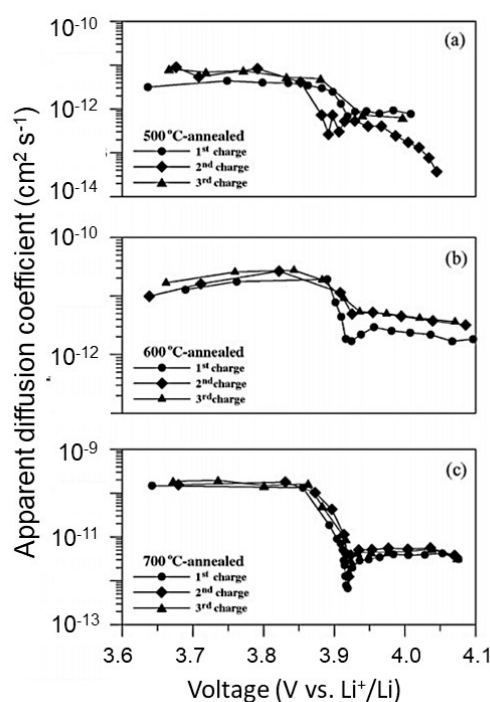 Apparent diffusion coefficient (cm² s⁻¹)
10⁻¹⁰
(a)
10⁻¹²
500 °C-annealed
1ˢᵗ charge
2ⁿᵈ charge
3ʳᵈ charge
10⁻¹⁴
10⁻¹⁰
(b)
10⁻¹²
600 °C-annealed
1ˢᵗ charge
2ⁿᵈ charge
3ʳᵈ charge
10⁻⁹
(c)
10⁻¹¹
700 °C-annealed
1ˢᵗ charge
2ⁿᵈ charge
3ʳᵈ charge
10⁻¹³
3.6 3.7 3.8 3.9 4.0 4.1
Voltage (V vs. Li⁺/Li)